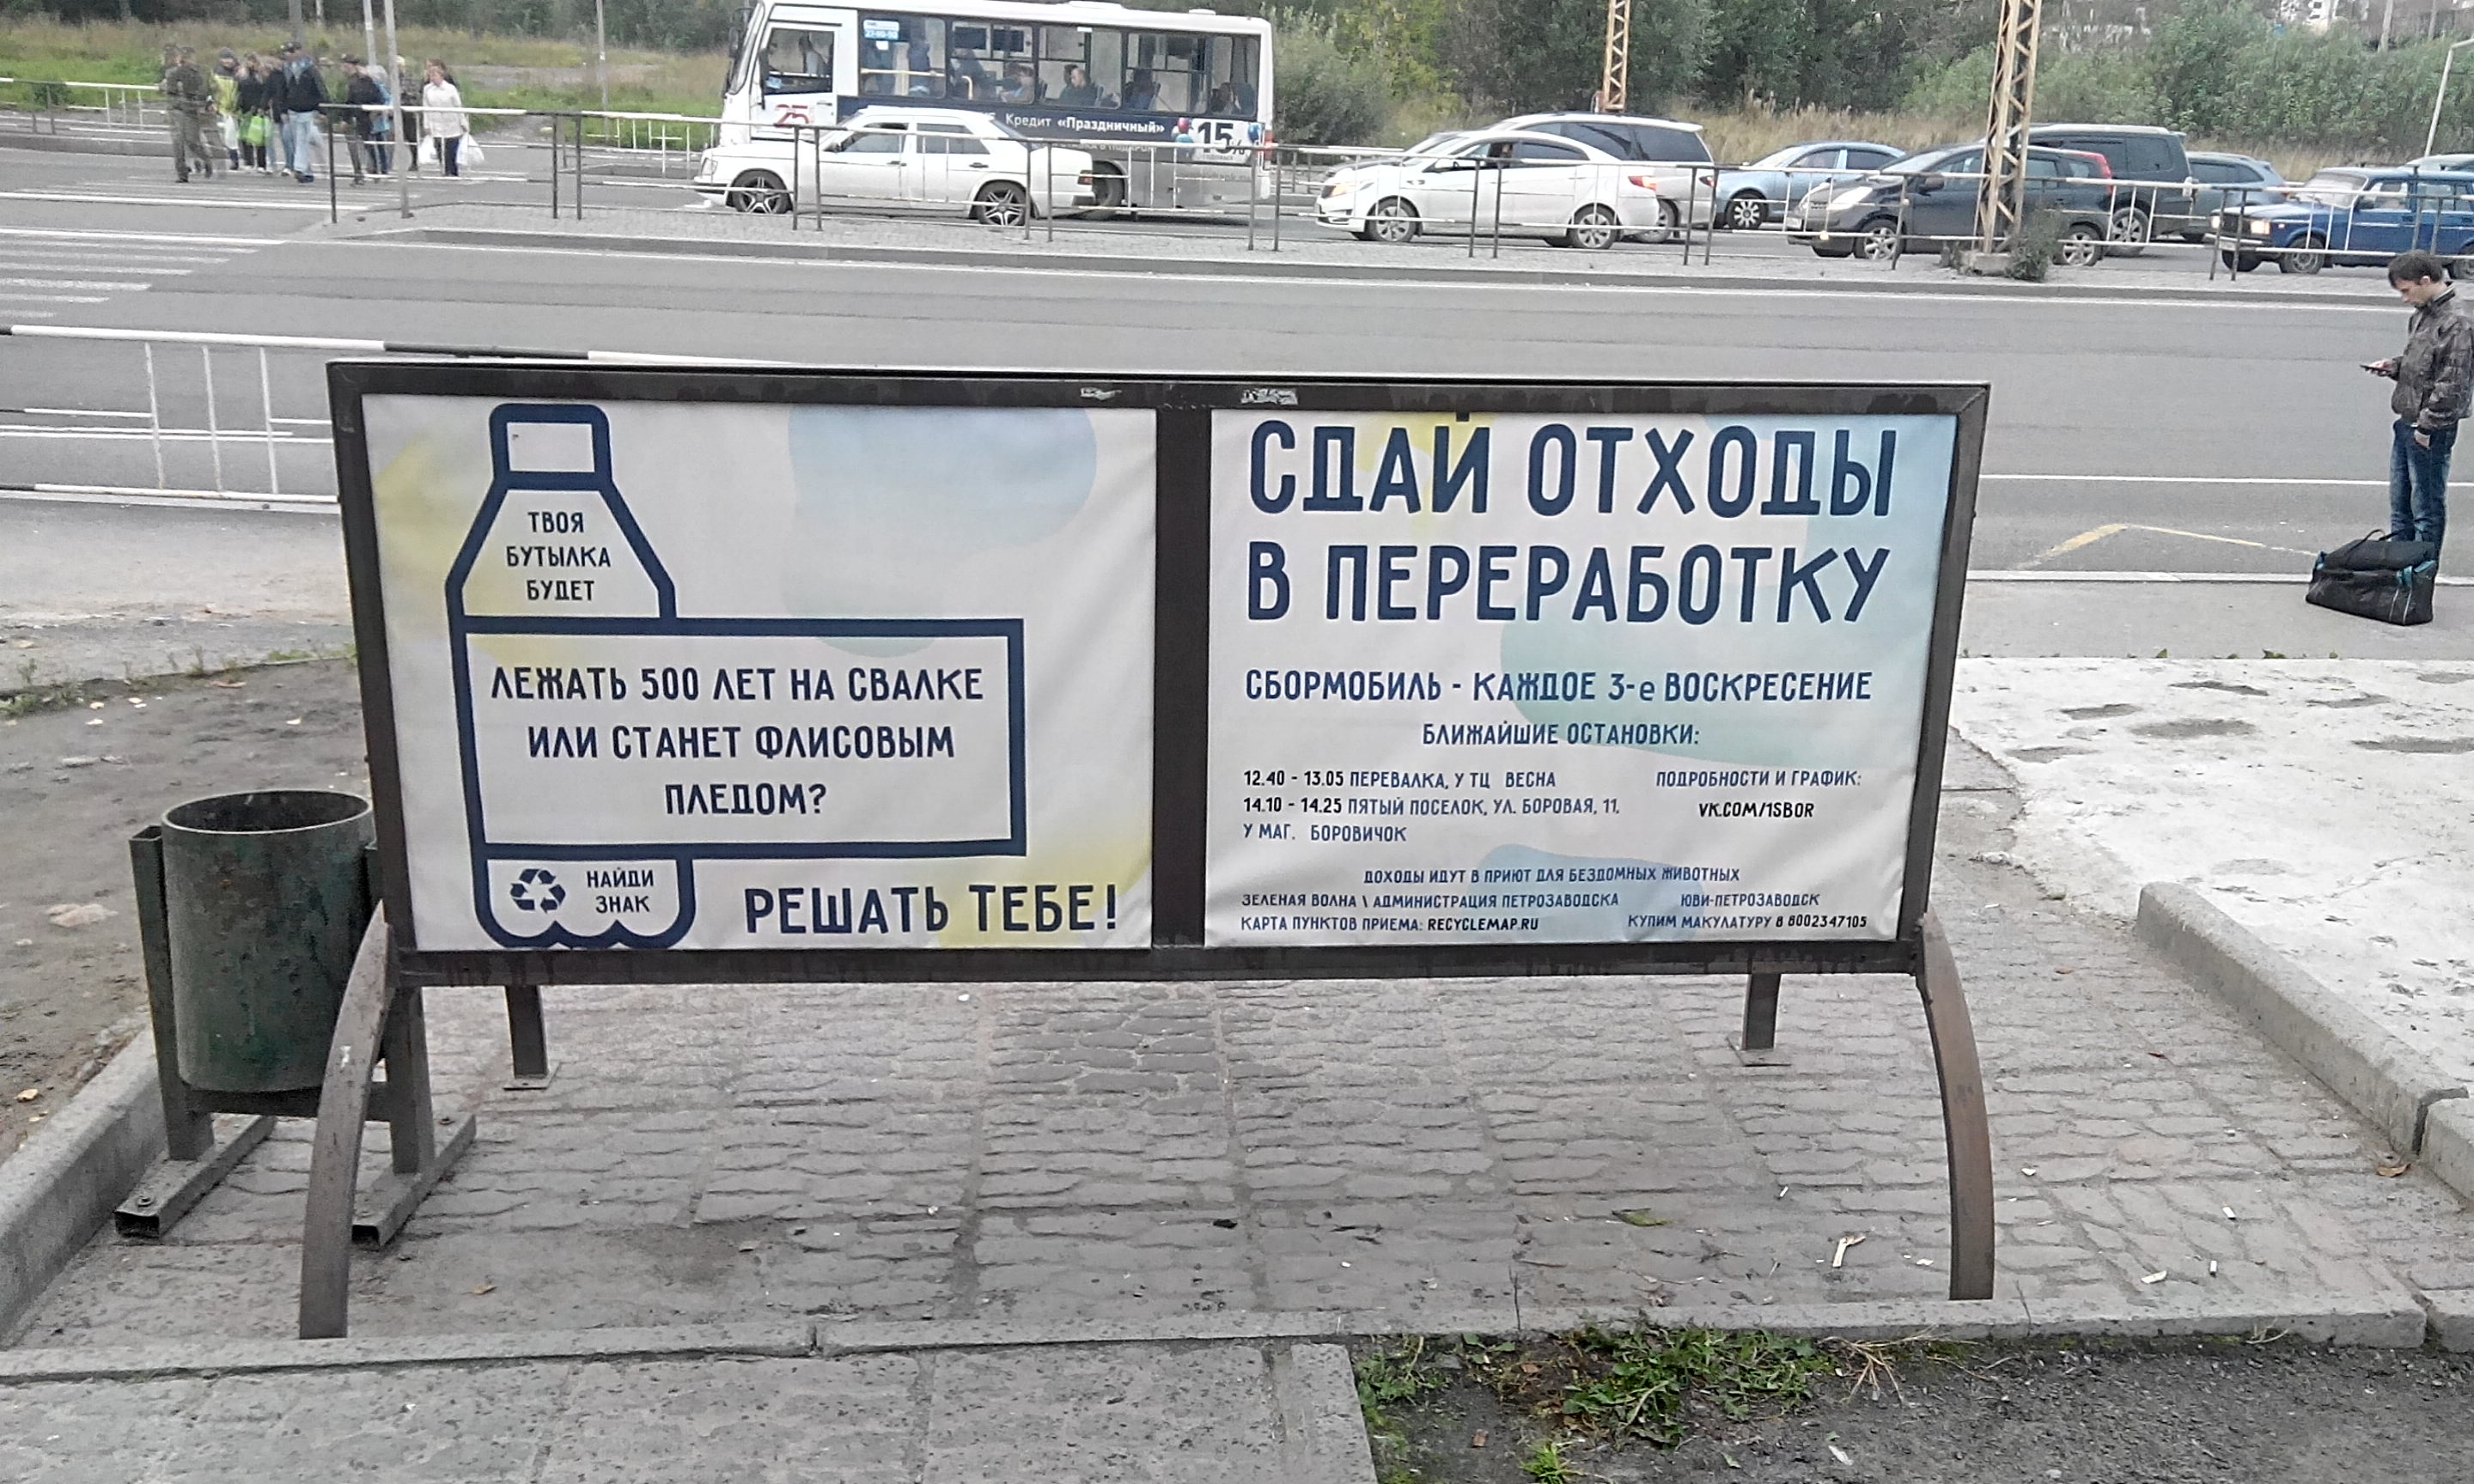 Кредит «Праздничный»
15%
25
ТВОЯ
БУТЫЛКА
БУДЕТ
ЛЕЖАТЬ 500 ЛЕТ НА СВАЛКЕ
ИЛИ СТАНЕТ ФЛИСОВЫМ
ПЛЕДОМ?
НАЙДИ
ЗНАК
РЕШАТЬ ТЕБЕ!
СДАЙ ОТХОДЫ
В ПЕРЕРАБОТКУ
СБОРМОБИЛЬ - КАЖДОЕ 3-е ВОСКРЕСЕНИЕ
БЛИЖАЙШИЕ ОСТАНОВКИ:
12.40 - 13.05 ПЕРЕВАЛКА, У ТЦ ВЕСНА
14.10 - 14.25 ПЯТЫЙ ПОСЕЛОК, УЛ. БОРОВАЯ, 11,
У МАГ. БОРОВИЧОК
ПОДРОБНОСТИ И ГРАФИК:
VK.COM/1SBOR
ДОХОДЫ ИДУТ В ПРИЮТ ДЛЯ БЕЗДОМНЫХ ЖИВОТНЫХ
ЗЕЛЕНАЯ ВОЛНА \ АДМИНИСТРАЦИЯ ПЕТРОЗАВОДСКА
ЮВИ-ПЕТРОЗАВОДСК
КАРТА ПУНКТОВ ПРИЕМА: RECYCLEMAP.RU
КУПИМ МАКУЛАТУРУ 8 8002347105